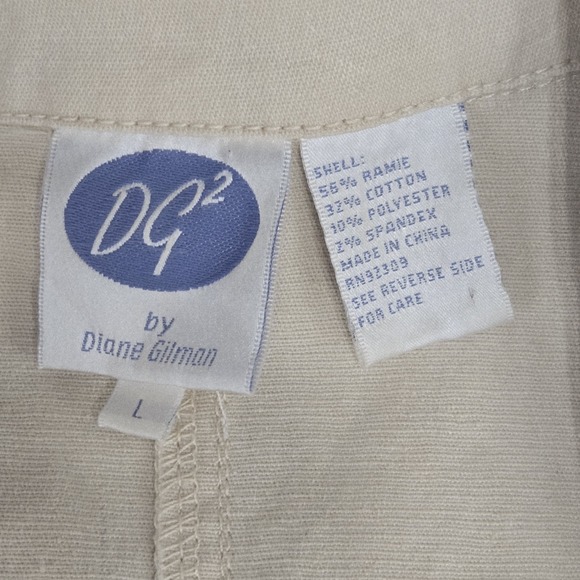 DG²
by
Diane Gilman
L
SHELL:
56% RAMIE
32% COTTON
10% POLYESTER
2% SPANDEX
MADE IN CHINA
RN92309
SEE REVERSE SIDE
FOR CARE